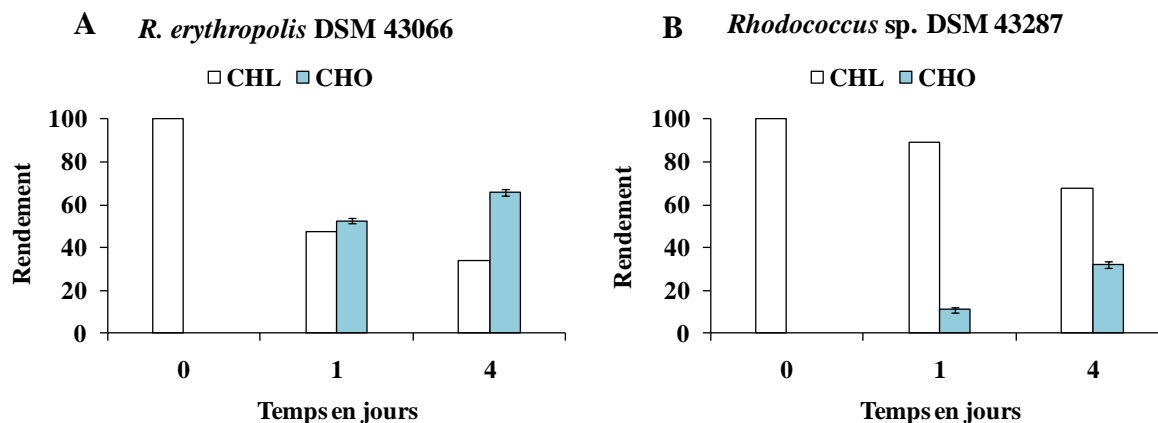 A R. erythropolis DSM 43066
CHL CHO
100
80
60
40
20
0
Rendement
0 1 4
Temps en jours
B Rhodococcus sp. DSM 43287
CHL CHO
100
80
60
40
20
0
Rendement
0 1 4
Temps en jours